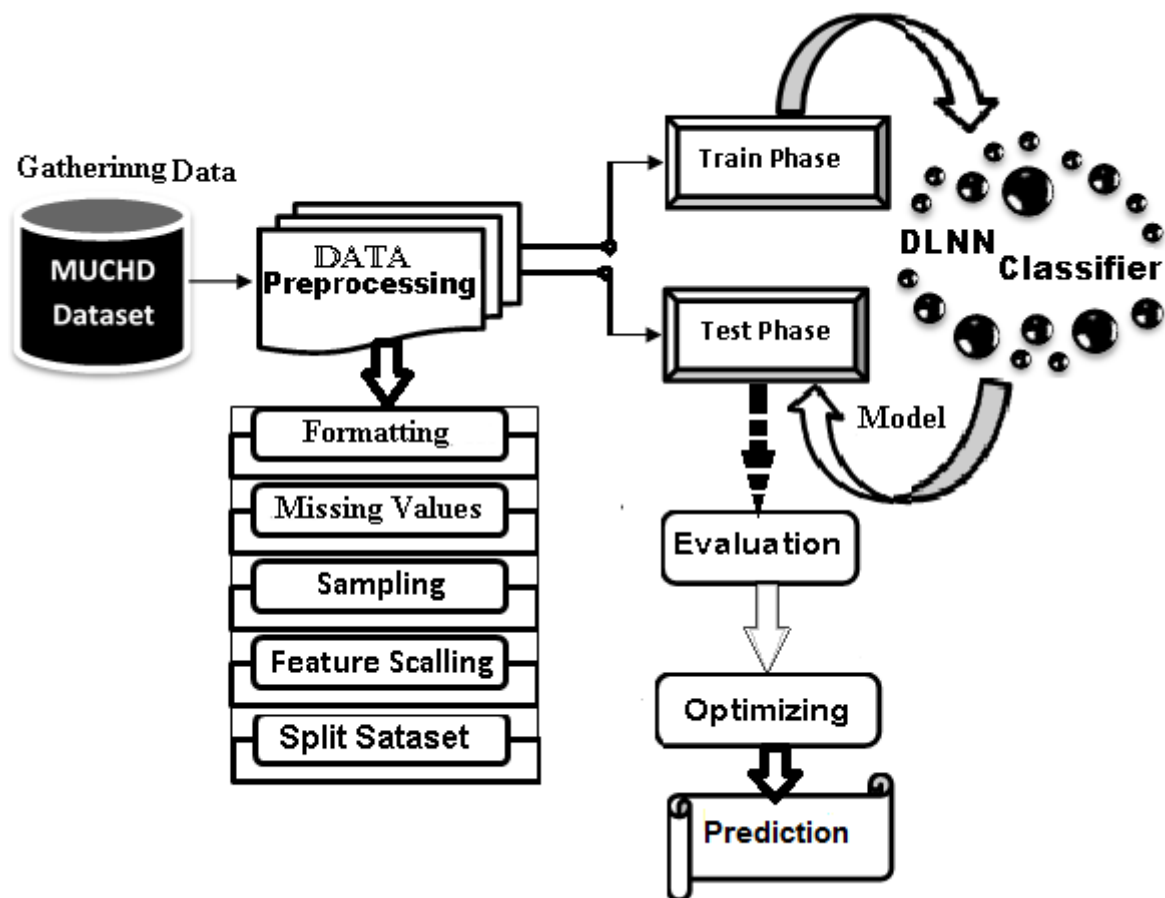 Gatherinng Data
MUCHD
Dataset
DATA
Preprocessing
Formatting
Missing Values
Sampling
Feature Scalling
Split Sataset
Train Phase
Test Phase
DLNN
Classifier
Model
Evaluation
Optimizing
Prediction